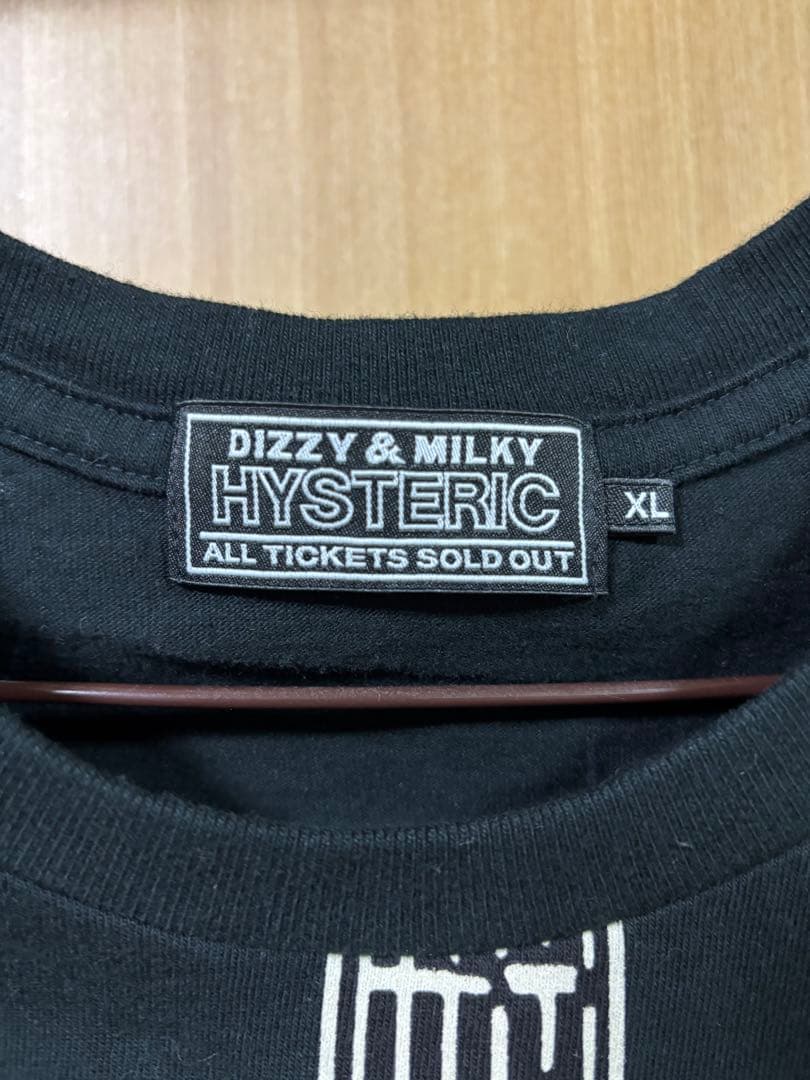 DIZZY & MILKY
HYSTERIC
ALL TICKETS SOLD OUT
XL